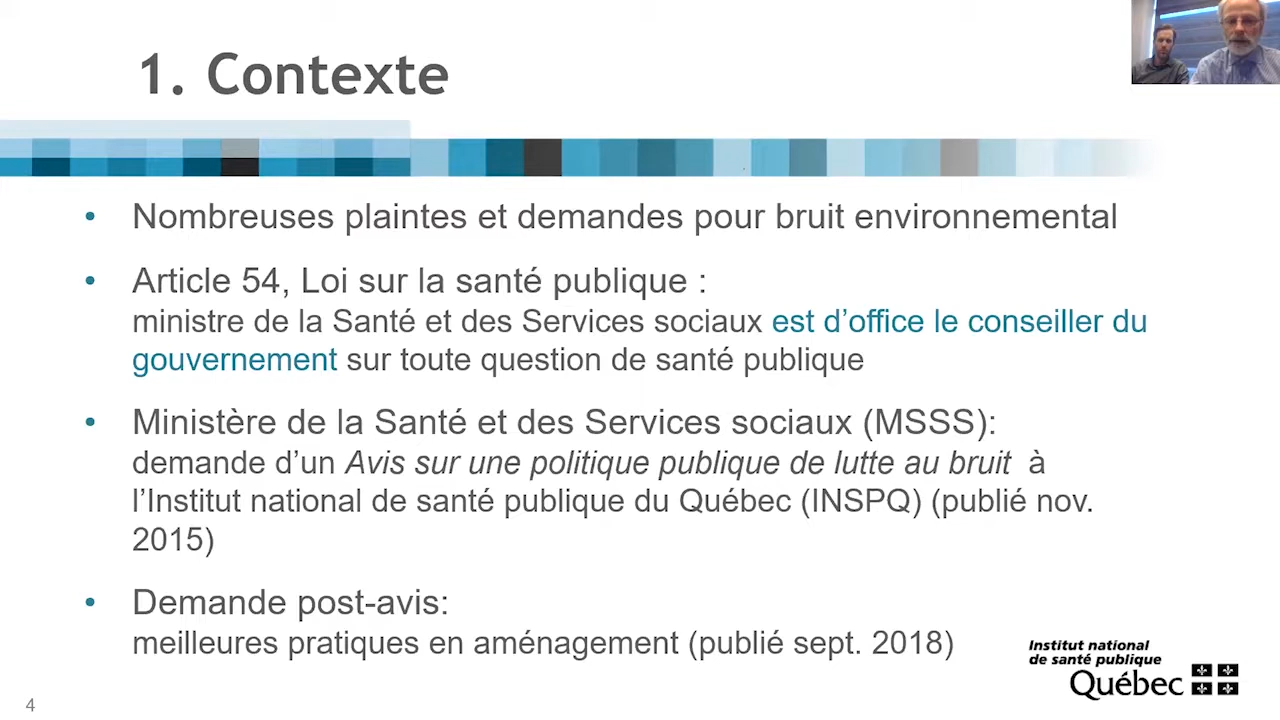 1. Contexte
• Nombreuses plaintes et demandes pour bruit environnemental
• Article 54, Loi sur la santé publique :
ministre de la Santé et des Services sociaux est d’office le conseiller du
gouvernement sur toute question de santé publique
• Ministère de la Santé et des Services sociaux (MSSS):
demande d’un Avis sur une politique publique de lutte au bruit à
l’Institut national de santé publique du Québec (INSPQ) (publié nov.
2015)
• Demande post-avis:
meilleures pratiques en aménagement (publié sept. 2018)
Institut national
de santé publique
Québec
4